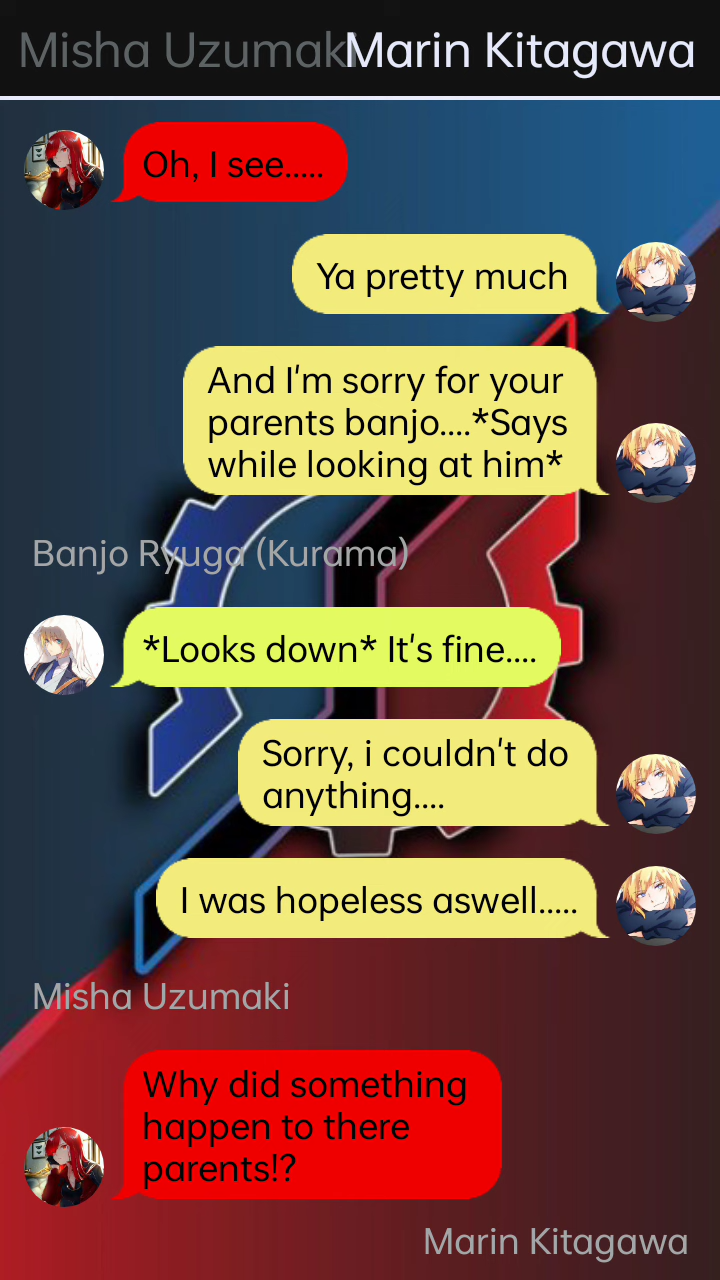 Misha Uzumaki Marin Kitagawa
Oh, I see.....
Ya pretty much
And I'm sorry for your
parents banjo....*Says
while looking at him*
Banjo Ryuga (Kurama)
*Looks down* It's fine....
Sorry, i couldn't do
anything....
I was hopeless aswell.....
Misha Uzumaki
Why did something
happen to there
parents!?
Marin Kitagawa